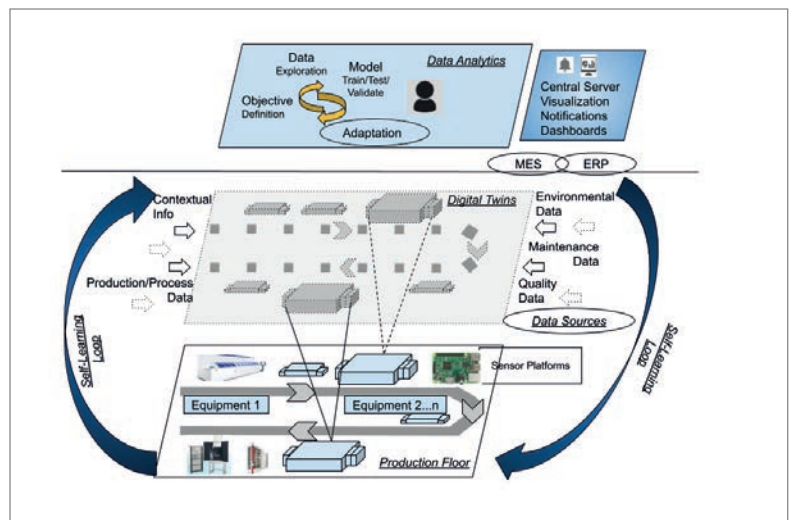 Data Analytics
Data
Exploration
Model
Train/Test/
Validate
Objective
Definition
Adaptation
Central Server
Visualization
Notifications
Dashboards
MES
ERP
Contextual
Info
Digital Twins
Environmental
Data
Maintenance
Data
Production/Process
Data
Quality
Data
Data Sources
Self-Learning
Loop
Self-Learning
Loop
Sensor Platforms
Equipment 1
Equipment 2...n
Production Floor